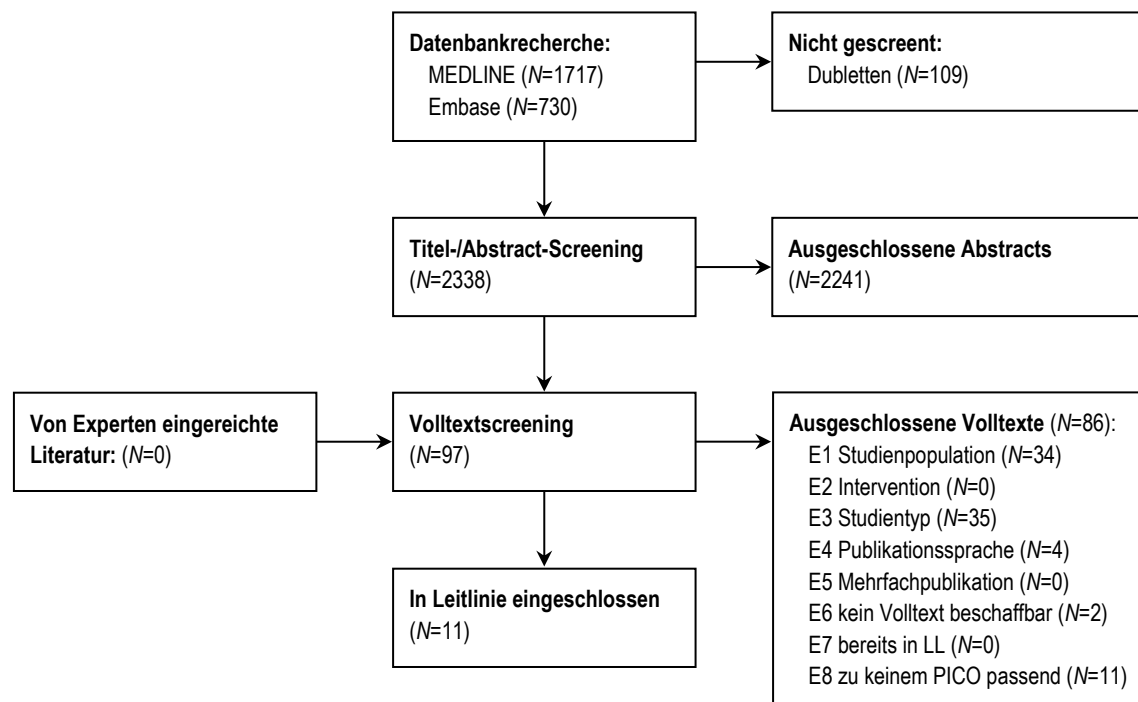 Datenbankrecherche:
MEDLINE (N=1717)
Embase (N=730)
Nicht gescreent:
Dubletten (N=109)
Titel-/Abstract-Screening
(N=2338)
Ausgeschlossene Abstracts
(N=2241)
Von Experten eingereichte
Literatur: (N=0)
Volltextscreening
(N=97)
Ausgeschlossene Volltexte (N=86):
E1 Studienpopulation (N=34)
E2 Intervention (N=0)
E3 Studientyp (N=35)
E4 Publikationssprache (N=4)
E5 Mehrfachpublikation (N=0)
E6 kein Volltext beschaffbar (N=2)
E7 bereits in LL (N=0)
E8 zu keinem PICO passend (N=11)
In Leitlinie eingeschlossen
(N=11)